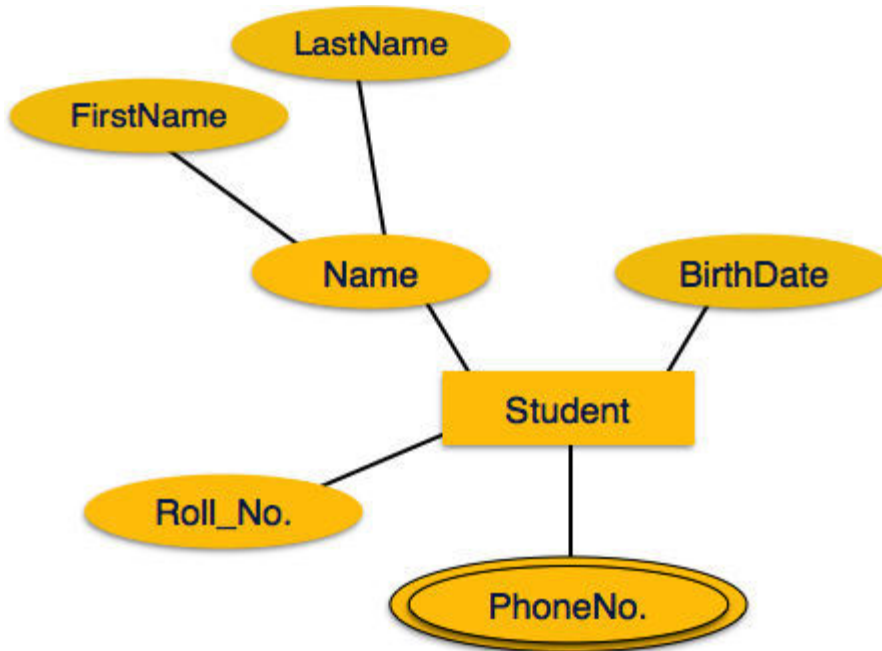 LastName
FirstName
Name
BirthDate
Student
Roll_No.
PhoneNo.